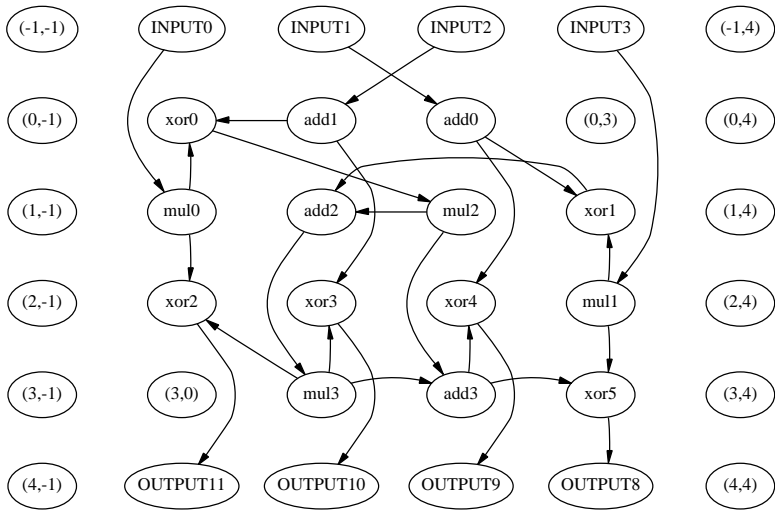 (-1,-1) INPUT0 INPUT1 INPUT2 INPUT3 (-1,4)
(0,-1) xor0 add1 add0 (0,3) (0,4)
(1,-1) mul0 add2 mul2 xor1 (1,4)
(2,-1) xor2 xor3 xor4 mul1 (2,4)
(3,-1) (3,0) mul3 add3 xor5 (3,4)
(4,-1) OUTPUT11 OUTPUT10 OUTPUT9 OUTPUT8 (4,4)